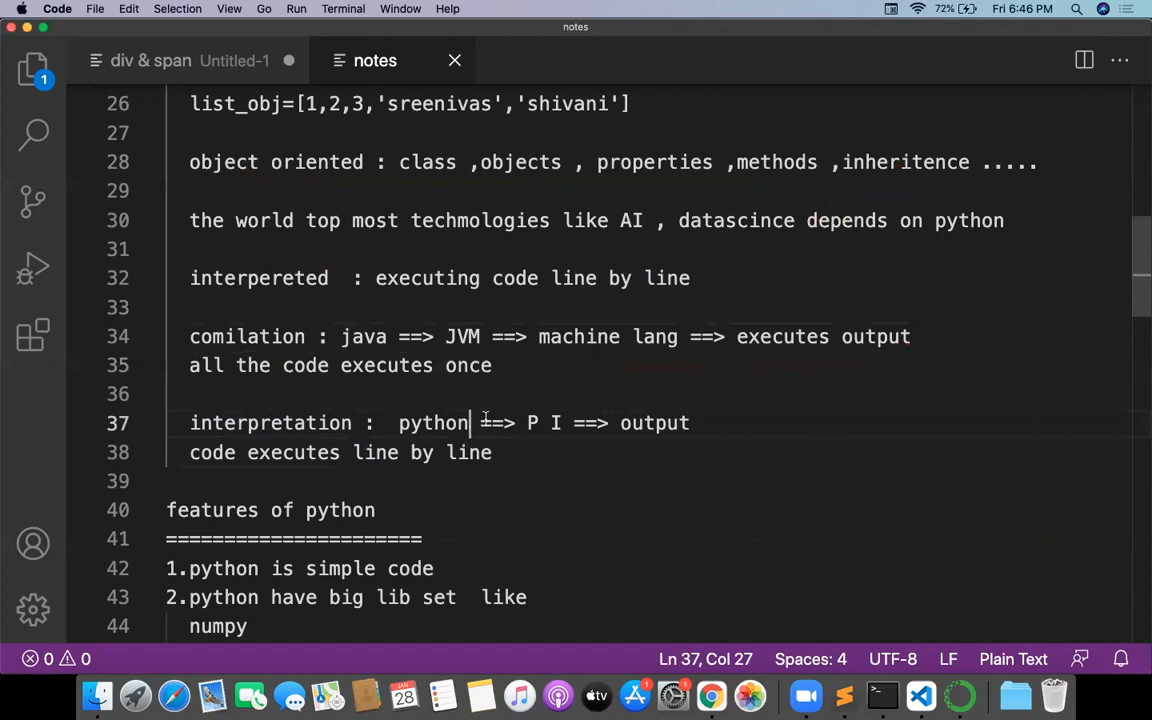 Code File Edit Selection View Go Run Terminal Window Help 72% Fri 6:46 PM
notes
div & span Untitled-1 notes
1
26 list_obj=[1,2,3,'sreenivas','shivani']
27
28 object oriented : class ,objects , properties ,methods ,inheritence .....
29
30 the world top most techmologies like AI , datascince depends on python
31
32 interpereted  : executing code line by line
33
34 comilation : java ==> JVM ==> machine lang ==> executes output
35 all the code executes once
36
37 interpretation :  python ==> P I ==> output
38 code executes line by line
39
40 features of python
41 ======================
42 1.python is simple code
43 2.python have big lib set  like
44 numpy
0 0 Ln 37, Col 27 Spaces: 4 UTF-8 LF Plain Text
JAN 28 tv 1 1